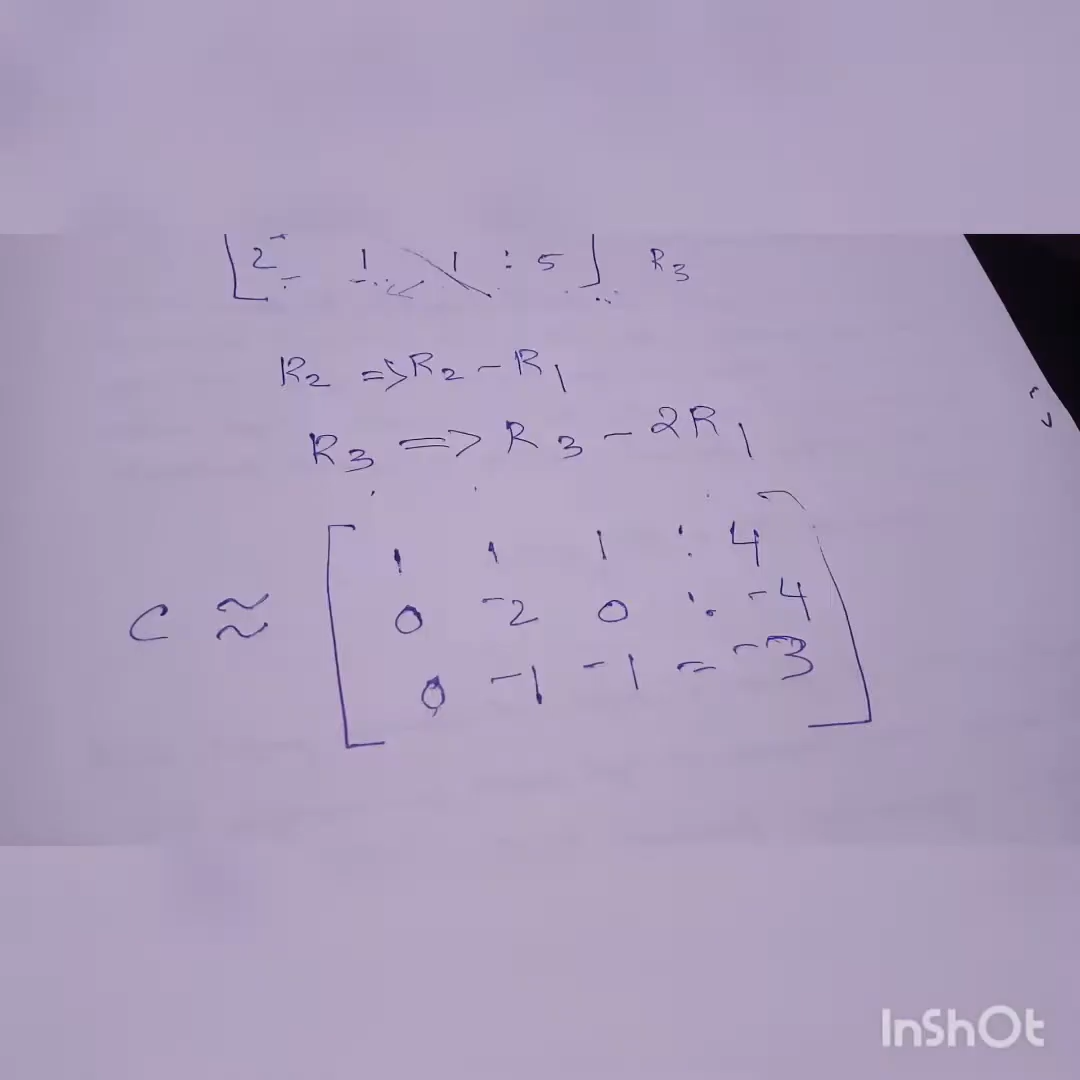 [2 1 1 : 5] R3
R2 => R2 - R1
R3 => R3 - 2R1
1 1 1 : 4
C ≈ 0 -2 0 : -4
0 -1 -1 = -3
InShOt